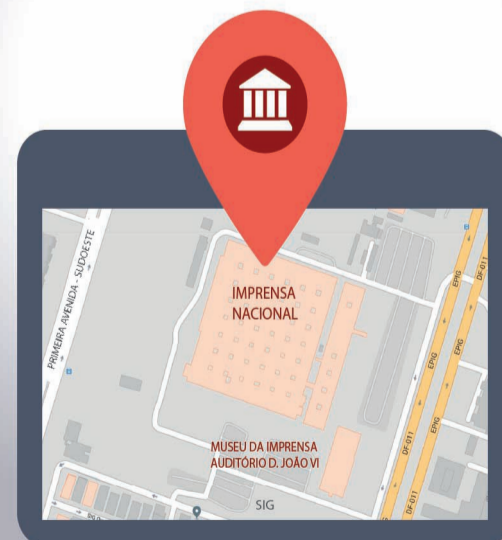 PRIMEIRA AVENIDA - SUDOESTE
IMPRENSA
NACIONAL
EPIG
DF-011
EPIG
EPIG
DF-011
DF-011
MUSEU DA IMPRENSA
AUDITÓRIO D. JOÃO VI
SIG